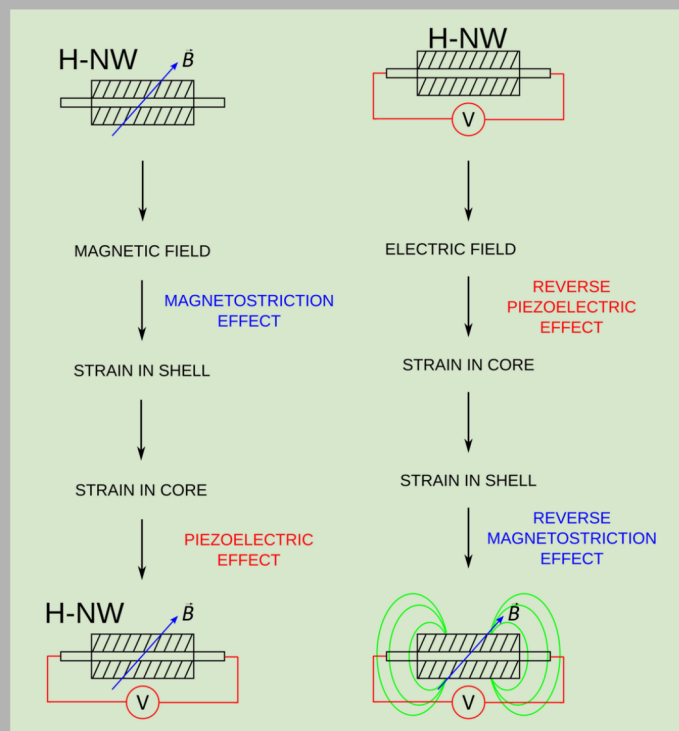 H-NW
B
MAGNETIC FIELD
MAGNETOSTRICTION
EFFECT
STRAIN IN SHELL
STRAIN IN CORE
PIEZOELECTRIC
EFFECT
H-NW
B
V
H-NW
V
ELECTRIC FIELD
REVERSE
PIEZOELECTRIC
EFFECT
STRAIN IN CORE
STRAIN IN SHELL
REVERSE
MAGNETOSTRICTION
EFFECT
B
V